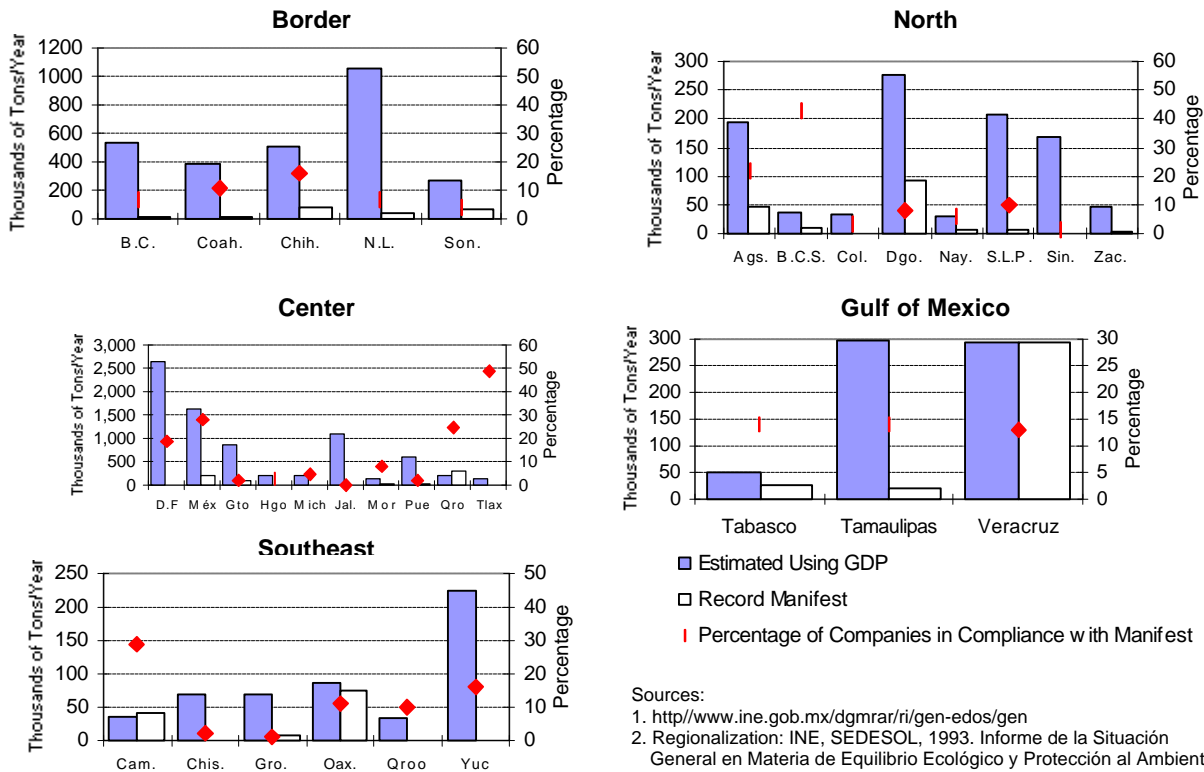 Border
Thousands of Tons/Year
1200
1000
800
600
400
200
0
60
50
40
30
20
10
0
Percentage
B.C. Coah. Chih. N.L. Son.
North
Thousands of Tons/Year
300
250
200
150
100
50
0
60
50
40
30
20
10
0
Percentage
Ags. B.C.S. Col. Dgo. Nay. S.L.P. Sin. Zac.
Center
Thousands of Tons/Year
3,000
2,500
2,000
1,500
1,000
500
0
60
50
40
30
20
10
0
Percentage
D.F Méx Gto Hgo Mich Jal. Mor Pue Qro Tlax
Gulf of Mexico
Thousands of Tons/Year
300
250
200
150
100
50
0
30
25
20
15
10
5
0
Percentage
Tabasco Tamaulipas Veracruz
Southeast
Thousands of Tons/Year
250
200
150
100
50
0
50
40
30
20
10
0
Percentage
Cam. Chis. Gro. Oax. Qroo Yuc
Estimated Using GDP
Record Manifest
Percentage of Companies in Compliance with Manifest
Sources:
1. http//www.ine.gob.mx/dgmrar/ri/gen-edos/gen
2. Regionalization: INE, SEDESOL, 1993. Informe de la Situación
General en Materia de Equilibrio Ecológico y Protección al Ambient